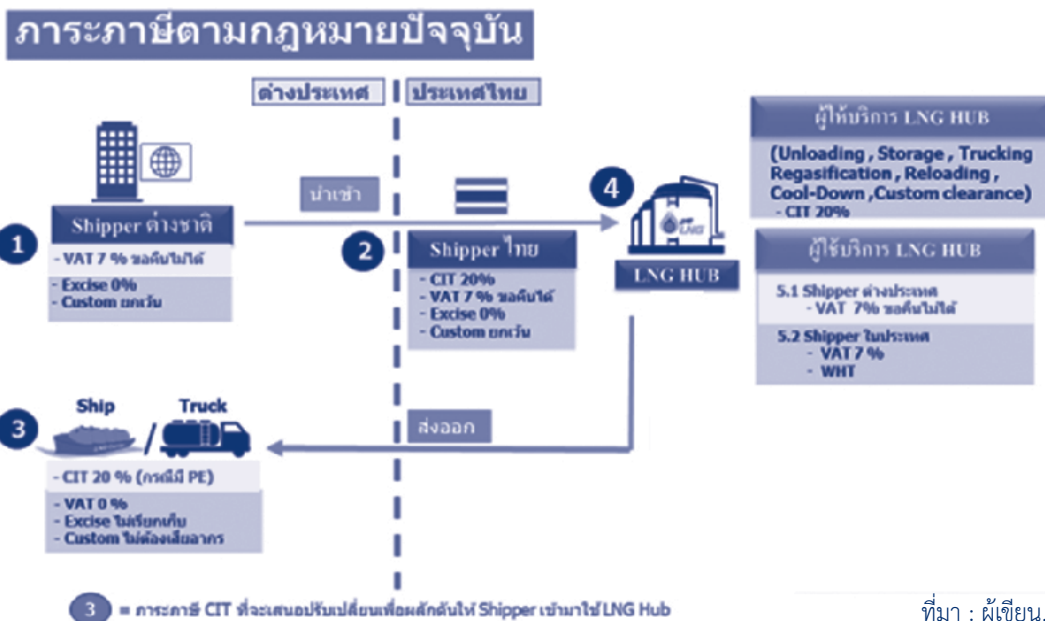 ภาระภาษีตามกฎหมายปัจจุบัน
ต่างประเทศ
ประเทศไทย
นำเข้า
1
Shipper ต่างชาติ
- VAT 7 % ขอคืนไม่ได้
- Excise 0%
- Custom ยกเว้น
2
Shipper ไทย
- CIT 20%
- VAT 7 % ขอคืนได้
- Excise 0%
- Custom ยกเว้น
4
LNG
LNG HUB
ผู้ให้บริการ LNG HUB
(Unloading , Storage , Trucking
Regasification , Reloading ,
Cool-Down ,Custom clearance)
- CIT 20%
ผู้ใช้บริการ LNG HUB
5.1 Shipper ต่างประเทศ
- VAT 7% ขอคืนไม่ได้
5.2 Shipper ในประเทศ
- VAT 7 %
- WHT
3
Ship / Truck
ส่งออก
- CIT 20 % (กรณีมี PE)
- VAT 0 %
- Excise ไม่เรียกเก็บ
- Custom ไม่ต้องเสียอากร
3 = ภาระภาษี CIT ที่จะเสนอปรับเปลี่ยนเพื่อผลักดันให้ Shipper เข้ามาใช้ LNG Hub
ที่มา : ผู้เขียน.